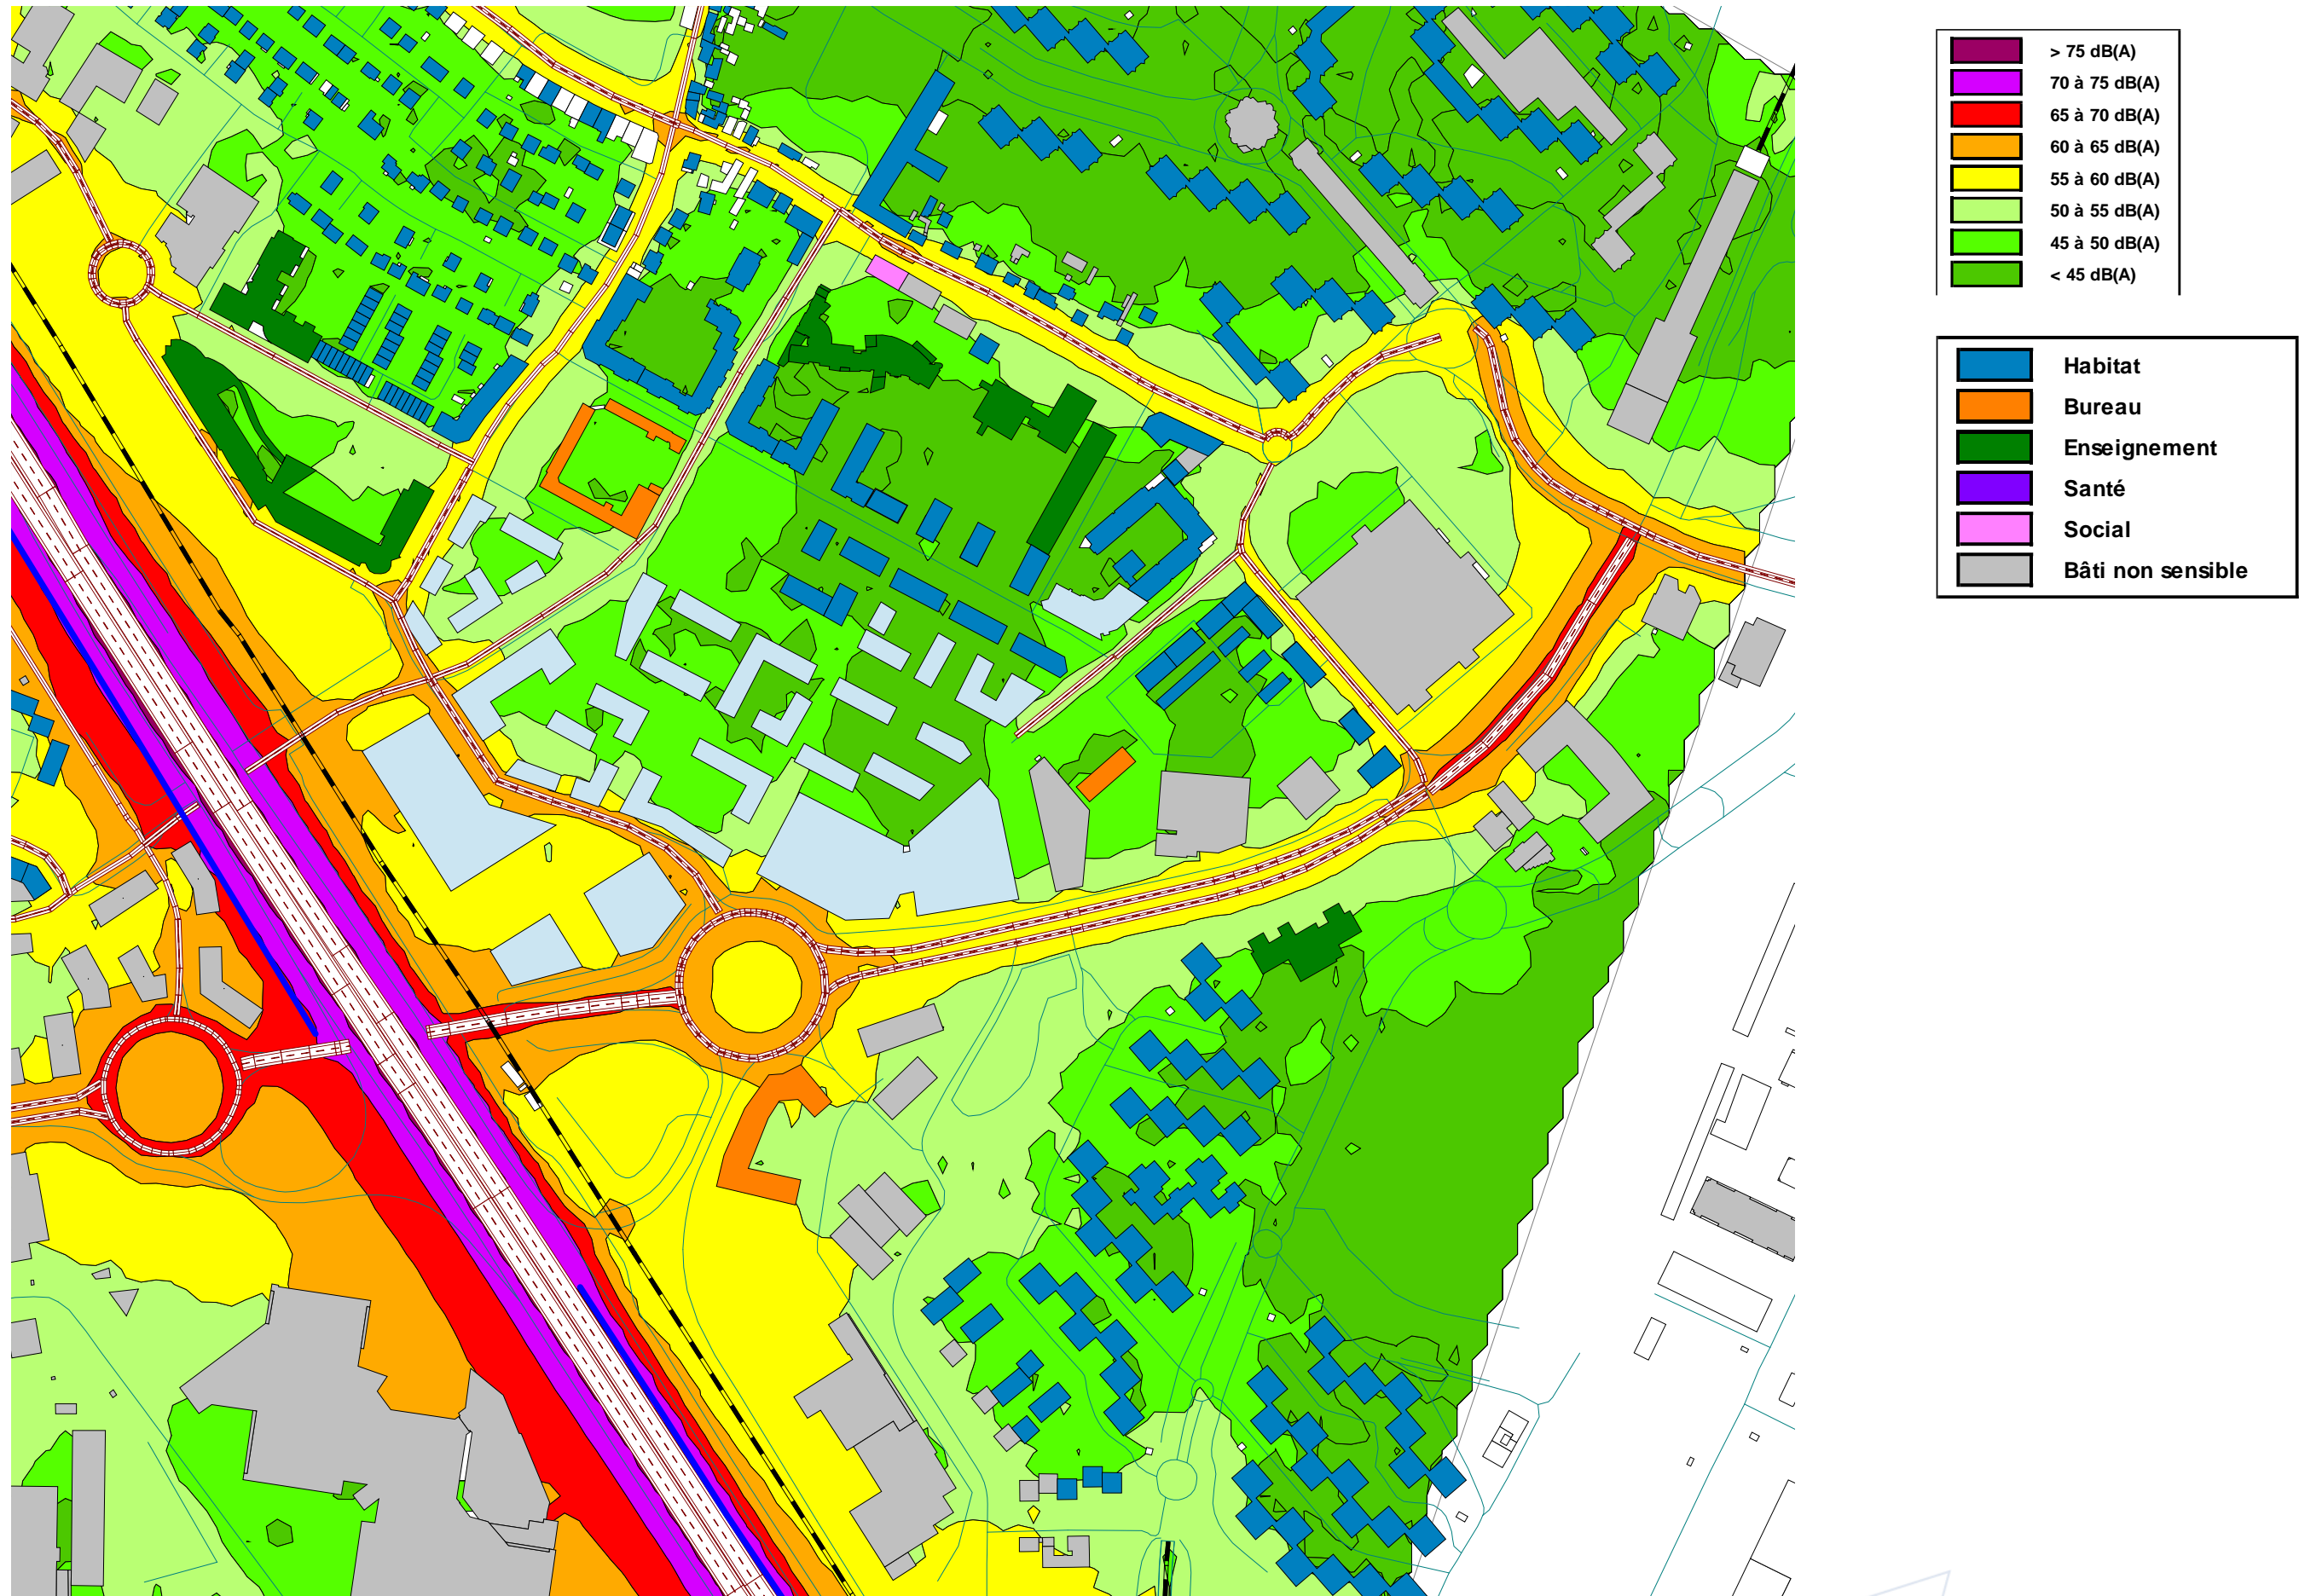 > 75 dB(A)
70 à 75 dB(A)
65 à 70 dB(A)
60 à 65 dB(A)
55 à 60 dB(A)
50 à 55 dB(A)
45 à 50 dB(A)
< 45 dB(A)
Habitat
Bureau
Enseignement
Santé
Social
Bâti non sensible